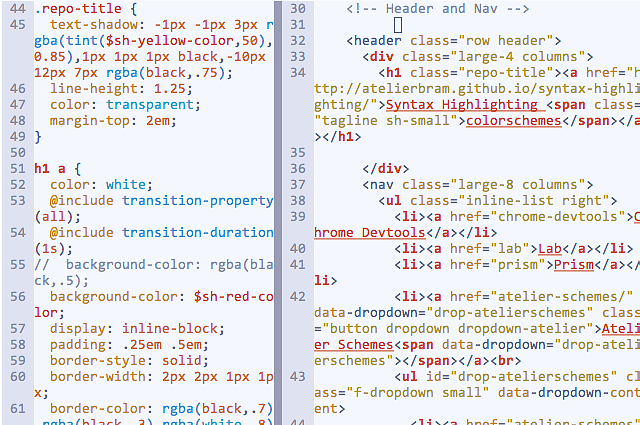 44 .repo-title {
45   text-shadow: -1px -1px 3px r
gba(tint($sh-yellow-color,50),
0.85),1px 1px 1px black,-10px
12px 7px rgba(black,.75);
46   line-height: 1.25;
47   color: transparent;
48   margin-top: 2em;
49 }
50
51 h1 a {
52   color: white;
53   @include transition-property
(all);
54   @include transition-duration
(1s);
55 //  background-color: rgba(bla
ck,.5);
56   background-color: $sh-red-co
lor;
57   display: inline-block;
58   padding: .25em .5em;
59   border-style: solid;
60   border-width: 2px 2px 1px 1p
x;
61   border-color: rgba(black,.7)
30     <!-- Header and Nav -->
31
32     <header class="row header">
33       <div class="large-4 columns">
34         <h1 class="repo-title"><a href="h
ttp://atelierbram.github.io/syntax-highli
ghting/">Syntax Highlighting <span class=
"tagline sh-small">colorschemes</span></a
></h1>
35
36       </div>
37       <nav class="large-8 columns">
38         <ul class="inline-list right">
39           <li><a href="chrome-devtools">C
hrome Devtools</a></li>
40           <li><a href="lab">Lab</a></li>
41           <li><a href="prism">Prism</a></
li>
42           <li><a href="atelier-schemes/"
data-dropdown="drop-atelierschemes" class
="button dropdown dropdown-atelier">Ateli
er Schemes<span data-dropdown="drop-ateli
erschemes"></span></a><br>
43           <ul id="drop-atelierschemes" cl
ass="f-dropdown small" data-dropdown-cont
ent>